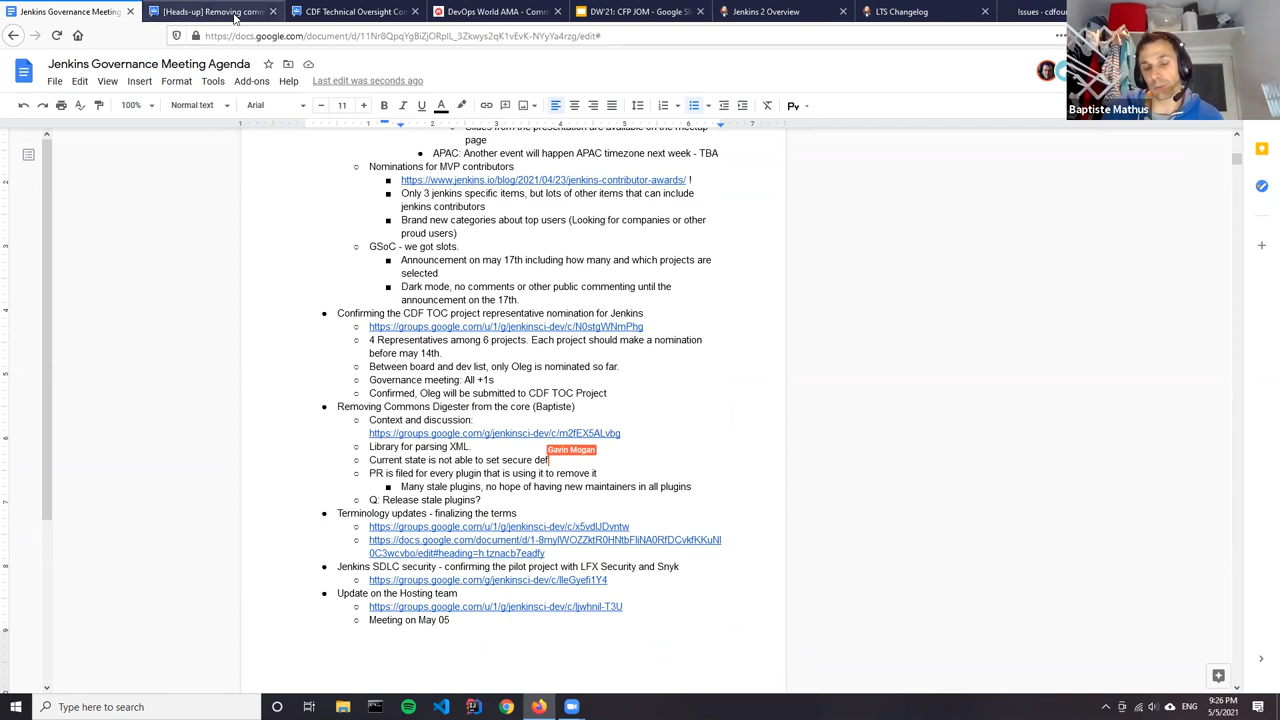 Jenkins Governance Meeting
[Heads-up] Removing com
CDF Technical Oversight Co
DevOps World AMA - Comm
DW'21: CFP JOM - Google Sl
Jenkins 2 Overview
LTS Changelog
Issues · cdfou
https://docs.google.com/document/d/11Nr8QpqYgBiZjORpIL_3Zkwys2qK1vEvK-NYyYa4rzg/edit#
Jenkins Governance Meeting Agenda
File Edit View Insert Format Tools Add-ons Help Last edit was seconds ago
100% Normal text Arial 11
Baptiste Mathus
Slides from the presentation are available on the meetup
page
APAC: Another event will happen APAC timezone next week - TBA
Nominations for MVP contributors
https://www.jenkins.io/blog/2021/04/23/jenkins-contributor-awards/ !
Only 3 jenkins specific items, but lots of other items that can include
jenkins contributors
Brand new categories about top users (Looking for companies or other
proud users)
GSoC - we got slots.
Announcement on may 17th including how many and which projects are
selected
Dark mode, no comments or other public commenting until the
announcement on the 17th.
Confirming the CDF TOC project representative nomination for Jenkins
https://groups.google.com/u/1/g/jenkinsci-dev/c/N0stgWNmPhg
4 Representatives among 6 projects. Each project should make a nomination
before may 14th.
Between board and dev list, only Oleg is nominated so far.
Governance meeting: All +1s
Confirmed, Oleg will be submitted to CDF TOC Project
Removing Commons Digester from the core (Baptiste)
Context and discussion:
https://groups.google.com/g/jenkinsci-dev/c/m2fEX5ALvbg
Library for parsing XML.
Gavin Mogan
Current state is not able to set secure def
PR is filed for every plugin that is using it to remove it
Many stale plugins, no hope of having new maintainers in all plugins
Q: Release stale plugins?
Terminology updates - finalizing the terms
https://groups.google.com/u/1/g/jenkinsci-dev/c/x5vdlJDvntw
https://docs.google.com/document/d/1-8myIWOZZktR0HNtbFIiNA0RfDCvkfKKuNl
0C3wcvbo/edit#heading=h.tznacb7eadfy
Jenkins SDLC security - confirming the pilot project with LFX Security and Snyk
https://groups.google.com/g/jenkinsci-dev/c/lleGyefi1Y4
Update on the Hosting team
https://groups.google.com/u/1/g/jenkinsci-dev/c/ljwhnil-T3U
Meeting on May 05
Type here to search
9:26 PM
5/5/2021